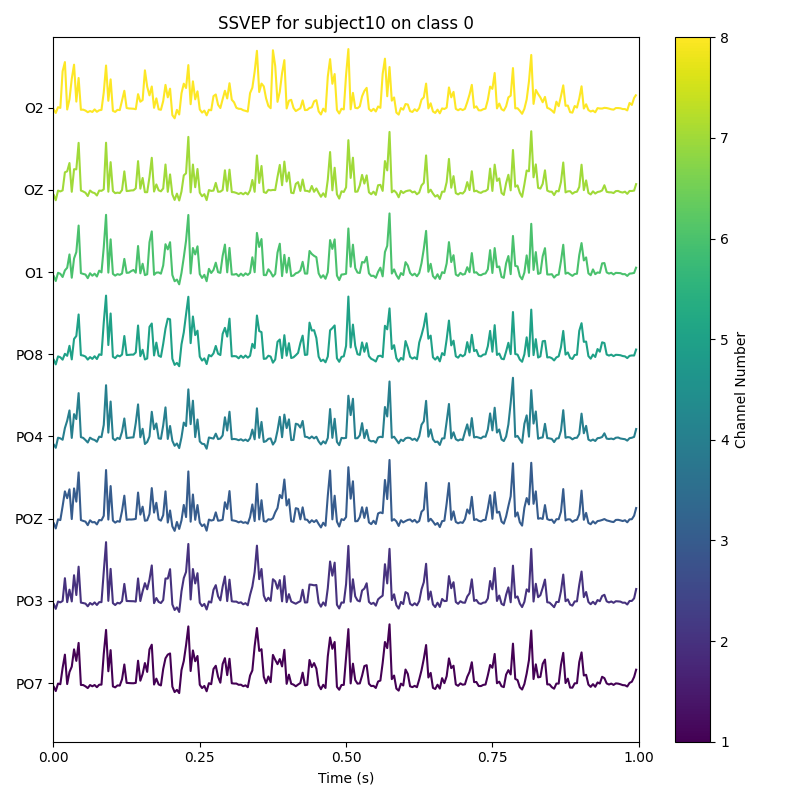 SSVEP for subject10 on class 0
O2
OZ
O1
PO8
PO4
POZ
PO3
PO7
0.00
0.25
0.50
0.75
1.00
Time (s)
8
7
6
5
4
3
2
1
Channel Number